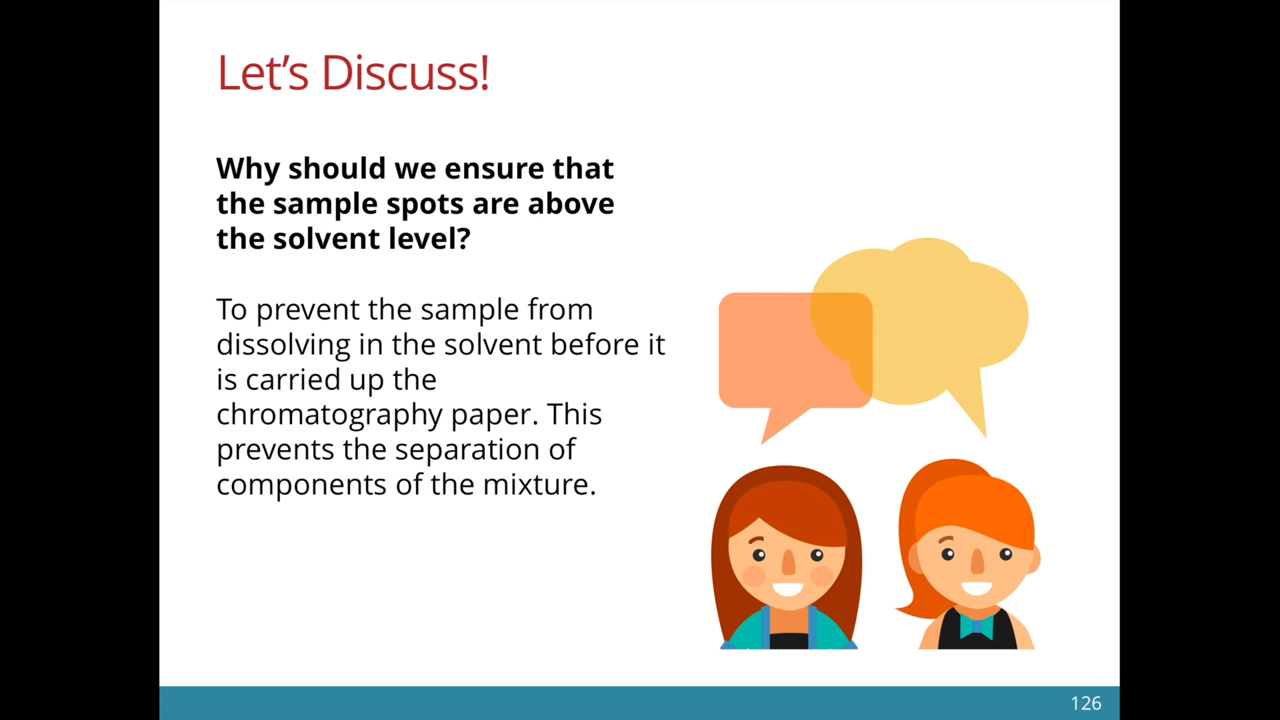 Let’s Discuss!
Why should we ensure that
the sample spots are above
the solvent level?
To prevent the sample from
dissolving in the solvent before it
is carried up the
chromatography paper. This
prevents the separation of
components of the mixture.
126